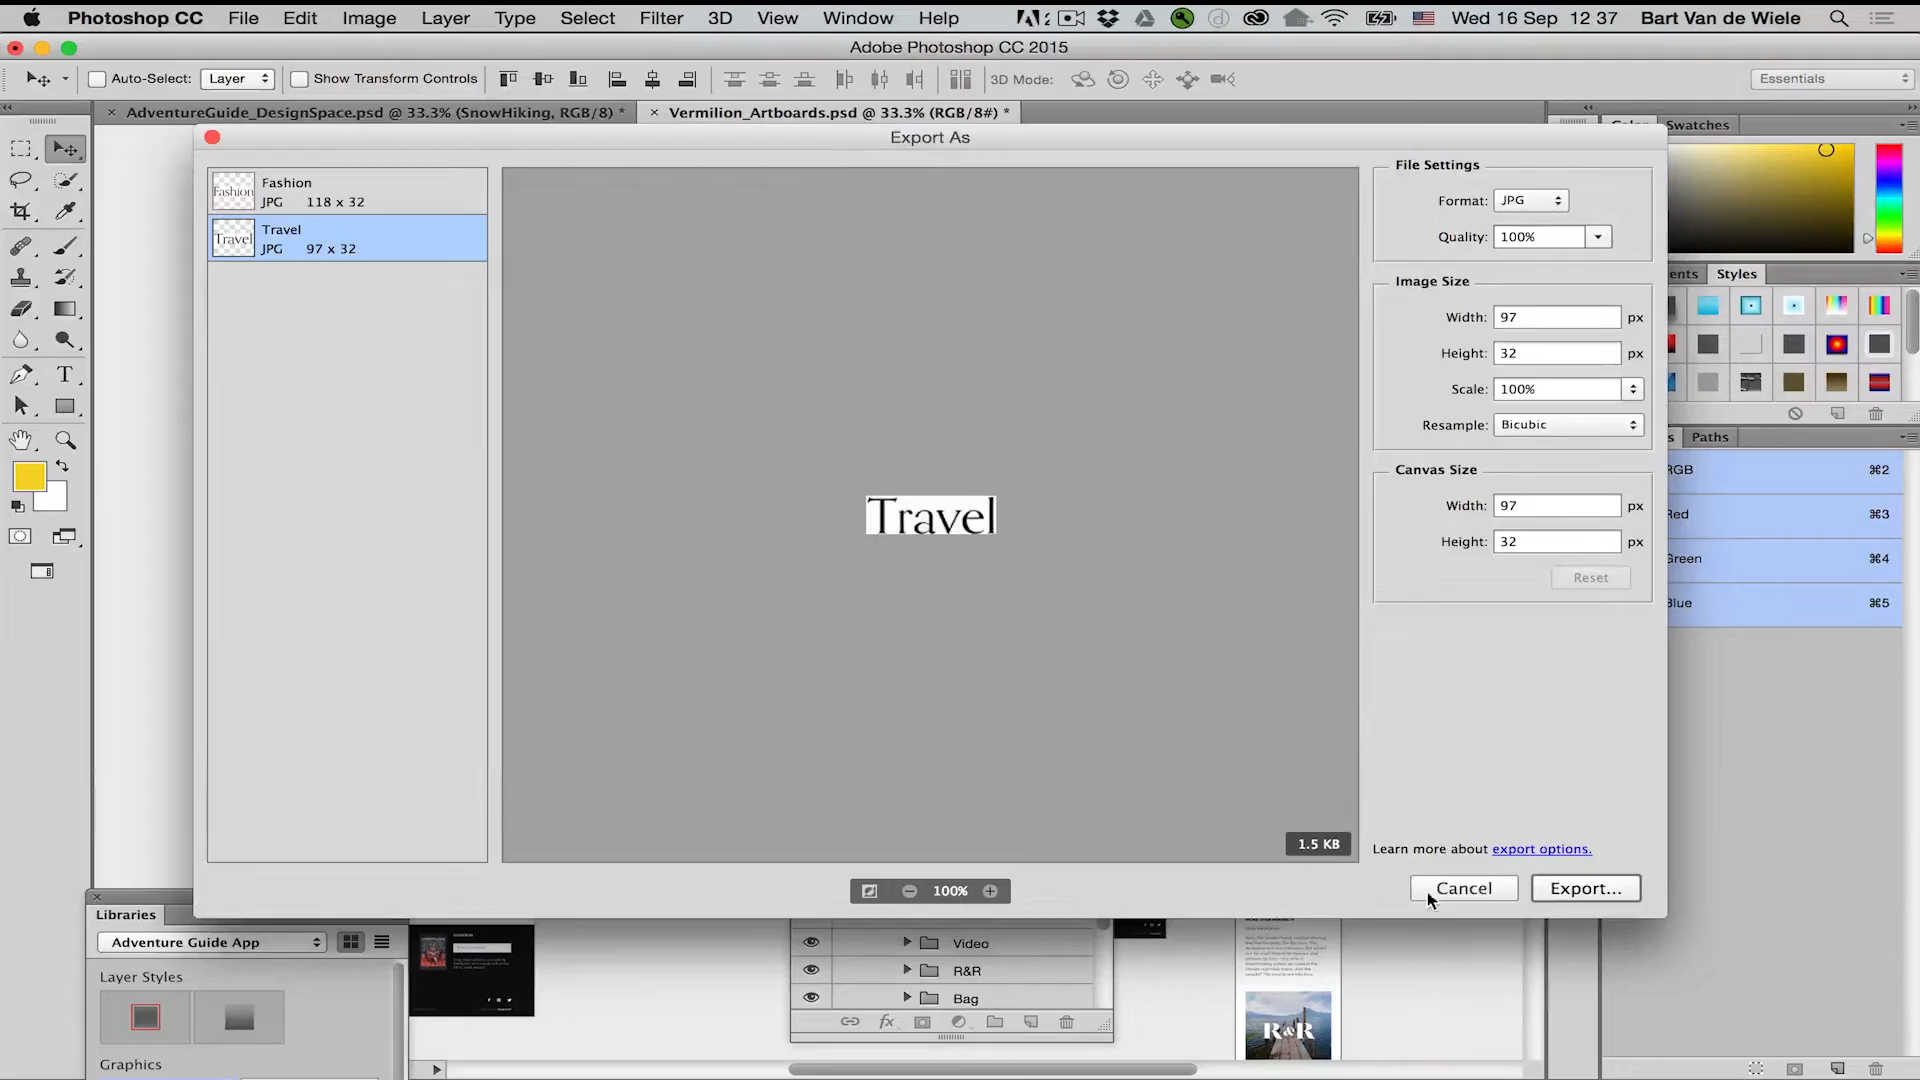 Photoshop CC File Edit Image Layer Type Select Filter 3D View Window Help Wed 16 Sep 12 37 Bart Van de Wiele
Adobe Photoshop CC 2015
Auto-Select: Layer Show Transform Controls 3D Mode: Essentials
× AdventureGuide_DesignSpace.psd @ 33.3% (SnowHiking, RGB/8) * × Vermilion_Artboards.psd @ 33.3% (RGB/8#) *
Swatches
Export As
Fashion
Fashion
JPG 118 x 32
Travel
Travel
JPG 97 x 32
Travel
1.5 KB
100%
File Settings
Format: JPG
Quality: 100%
Image Size
Width: 97 px
Height: 32 px
Scale: 100%
Resample: Bicubic
Canvas Size
Width: 97 px
Height: 32 px
Reset
Learn more about export options.
Cancel Export...
ents Styles
s Paths
RGB ⌘2
Red ⌘3
Green ⌘4
Blue ⌘5
Libraries
Adventure Guide App
Layer Styles
Graphics
Video
R&R
Bag
fx
R&R